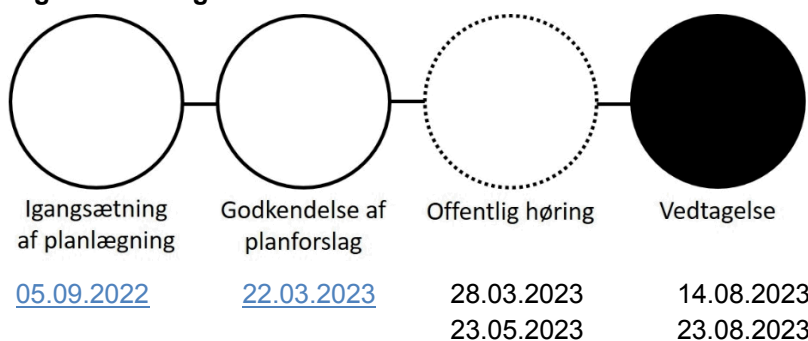 Igangsætning
af planlægning
Godkendelse af
planforslag
Offentlig høring
Vedtagelse
05.09.2022
22.03.2023
28.03.2023
14.08.2023
23.05.2023
23.08.2023